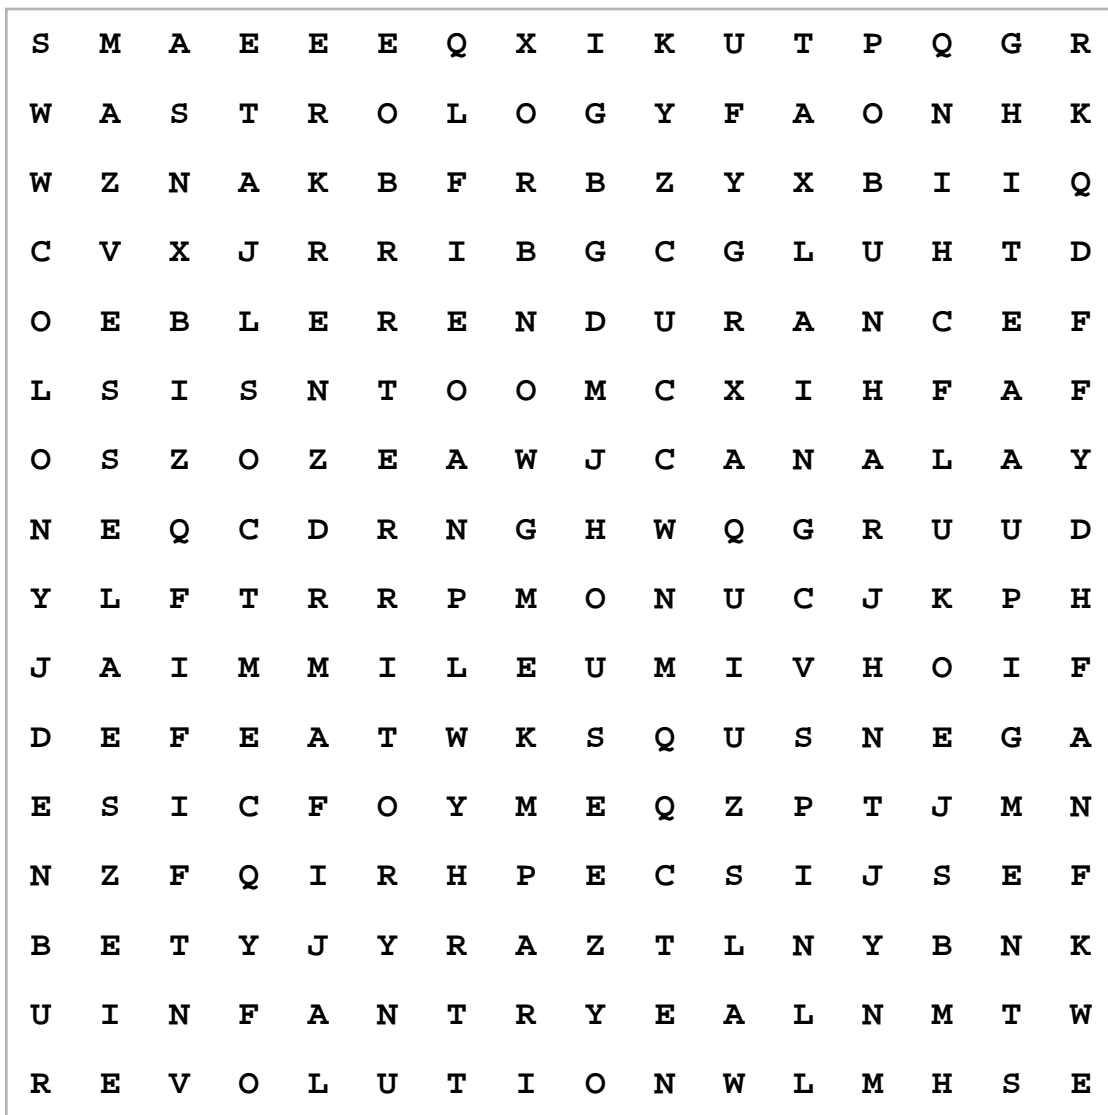 S M A E E E Q X I K U T P Q G R
W A S T R O L O G Y F A O N H K
W Z N A K B F R B Z Y X B I I Q
C V X J R R I B G C G L U H T D
O E B L E R E N D U R A N C E F
L S I S N T O O M C X I H F A F
O S Z O Z E A W J C A N A L A Y
N E Q C D R N G H W Q G R U U D
Y L F T R R P M O N U C J K P H
J A I M M I L E U M I V H O I F
D E F E A T W K S Q U S N E G A
E S I C F O Y M E Q Z P T J M N
N Z F Q I R H P E C S I J S E F
B E T Y J Y R A Z T L N Y B N K
U I N F A N T R Y E A L N M T W
R E V O L U T I O N W L M H S E